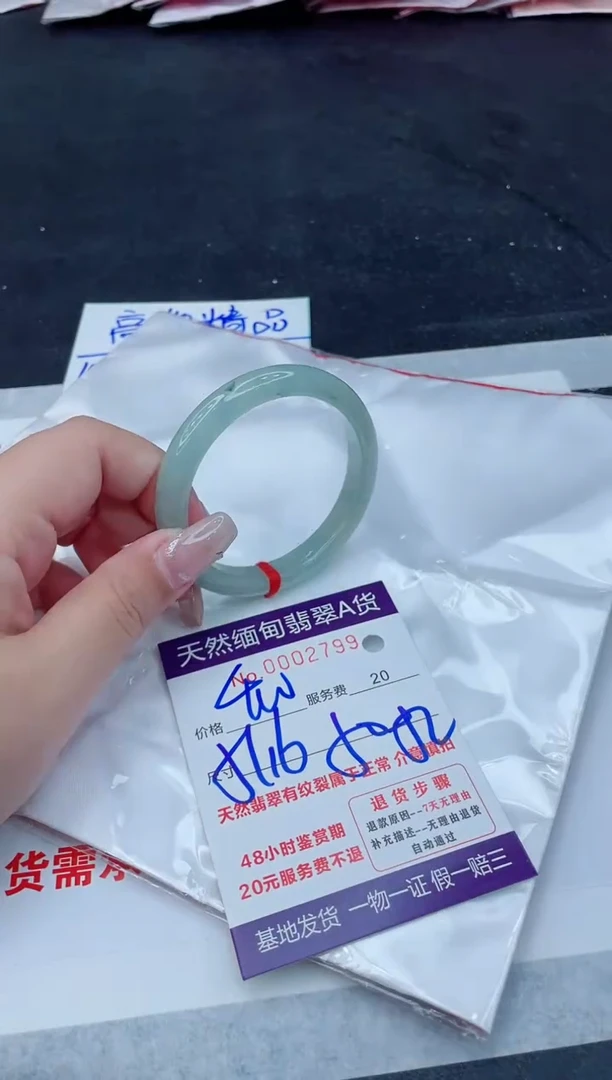 高 精品
天然缅甸翡翠A货
No.0002799
价格
服务费 20
尺寸
天然翡翠有纹裂属于正常 介意慎拍
48小时鉴赏期
20元服务费不退
退货步骤
退款原因--7天无理由
补充描述--无理由退货
自动通过
基地发货 一物一证 假一赔三
货需